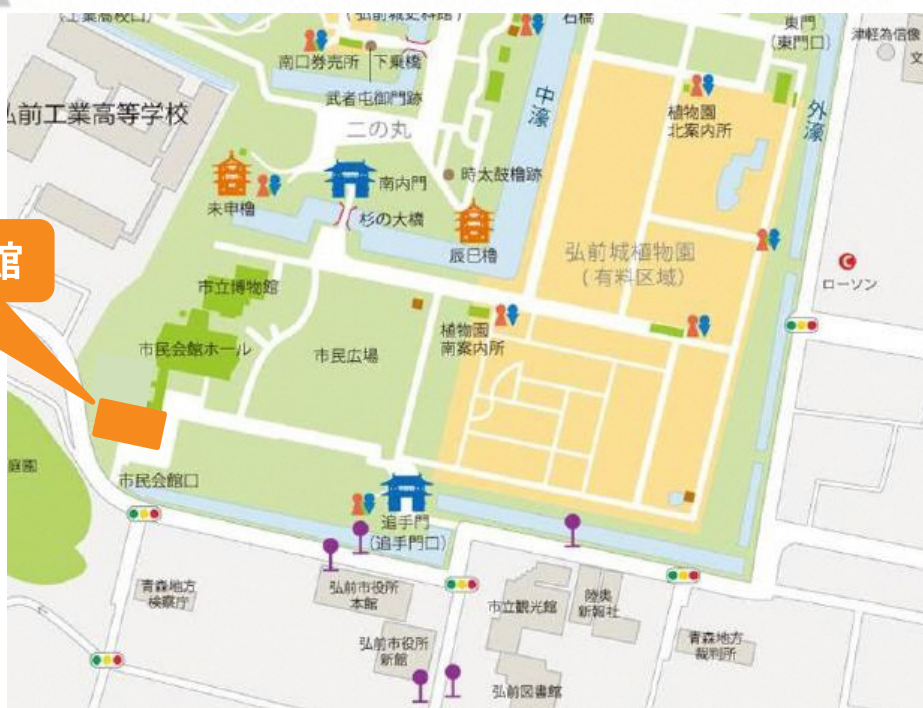 (工業高校口)
(弘前城史料館)
石橋
東門
(東門口)
津軽為信像
文
南口券売所
下乗橋
武者屯御門跡
二の丸
中濠
植物園
北案内所
外濠
弘前工業高等学校
未申櫓
南内門
時太鼓櫓跡
杉の大橋
辰巳櫓
弘前城植物園
(有料区域)
ローソン
館
市立博物館
市民会館ホール
市民広場
植物園
南案内所
庭園
市民会館口
追手門
(追手門口)
青森地方
検察庁
弘前市役所
本館
市立観光館
陸奥
新報社
弘前市役所
新館
青森地方
裁判所
弘前図書館